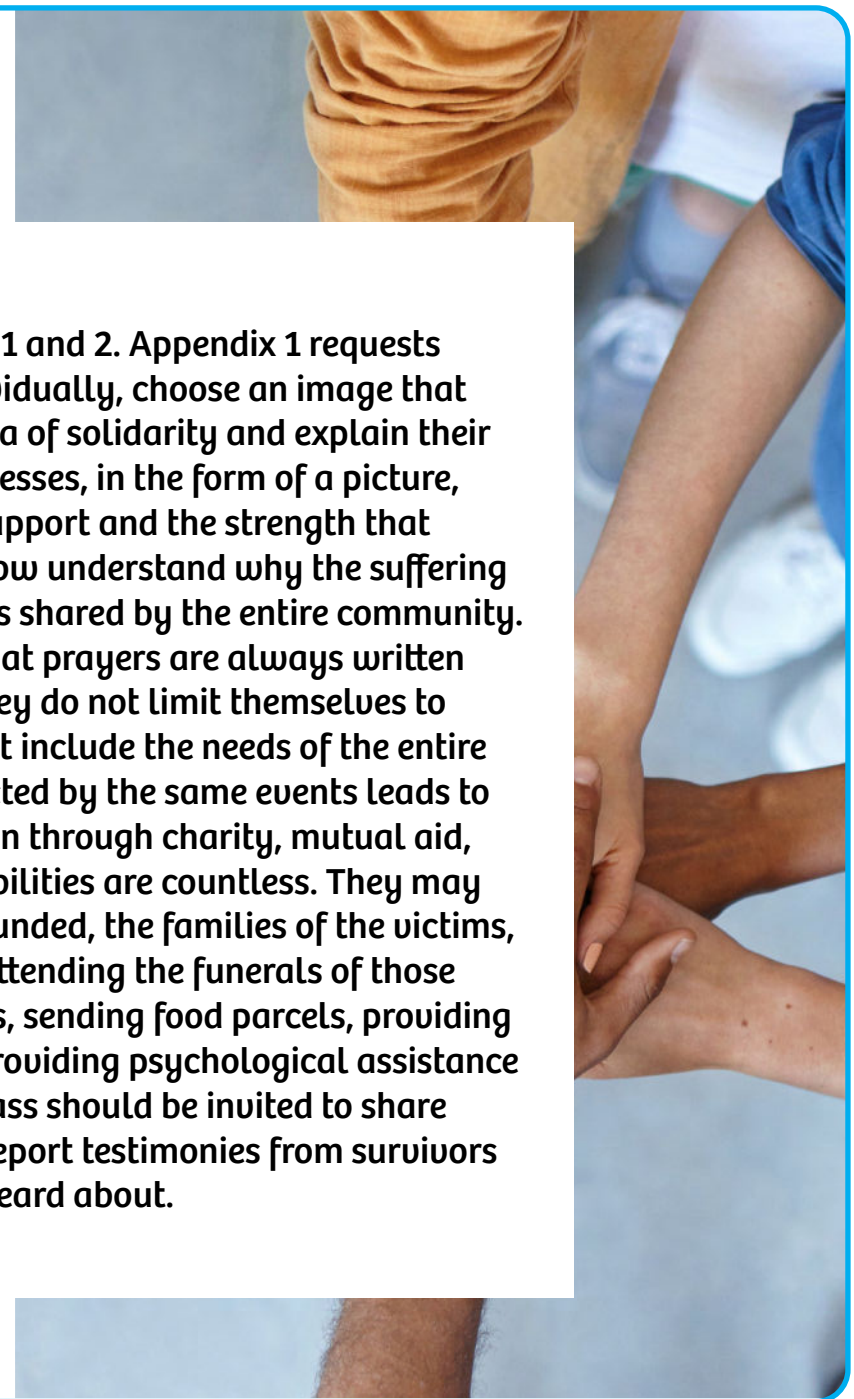 1 and 2. Appendix 1 requests
idually, choose an image that
a of solidarity and explain their
esses, in the form of a picture,
pport and the strength that
ow understand why the suffering
s shared by the entire community.
at prayers are always written
ey do not limit themselves to
t include the needs of the entire
ted by the same events leads to
n through charity, mutual aid,
bilities are countless. They may
unded, the families of the victims,
ttending the funerals of those
s, sending food parcels, providing
roviding psychological assistance
ass should be invited to share
eport testimonies from survivors
eard about.